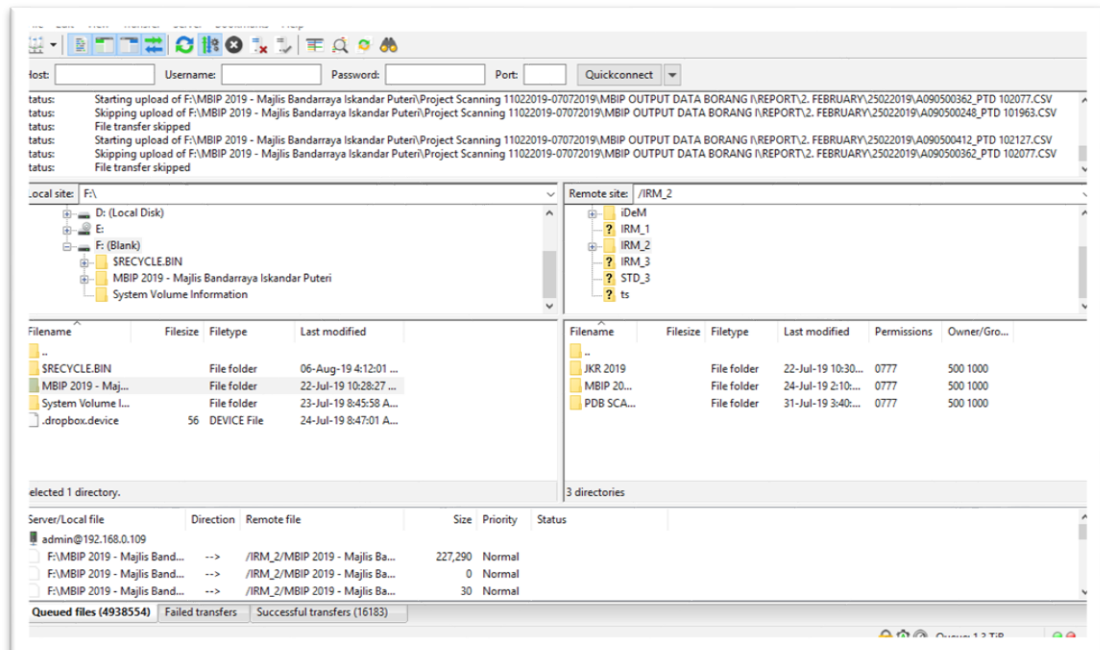 Host: Username: Password: Port: Quickconnect
tatus: Starting upload of F:\MBIP 2019 - Majlis Bandarraya Iskandar Puteri\Project Scanning 11022019-07072019\MBIP OUTPUT DATA BORANG I\REPORT\2. FEBRUARY\25022019\A090500362_PTD 102077.CSV
tatus: Skipping upload of F:\MBIP 2019 - Majlis Bandarraya Iskandar Puteri\Project Scanning 11022019-07072019\MBIP OUTPUT DATA BORANG I\REPORT\2. FEBRUARY\25022019\A090500248_PTD 101963.CSV
tatus: File transfer skipped
tatus: Starting upload of F:\MBIP 2019 - Majlis Bandarraya Iskandar Puteri\Project Scanning 11022019-07072019\MBIP OUTPUT DATA BORANG I\REPORT\2. FEBRUARY\25022019\A090500412_PTD 102127.CSV
tatus: Skipping upload of F:\MBIP 2019 - Majlis Bandarraya Iskandar Puteri\Project Scanning 11022019-07072019\MBIP OUTPUT DATA BORANG I\REPORT\2. FEBRUARY\25022019\A090500362_PTD 102077.CSV
tatus: File transfer skipped
Local site: F:\
D: (Local Disk)
E:
F: (Blank)
$RECYCLE.BIN
MBIP 2019 - Majlis Bandarraya Iskandar Puteri
System Volume Information
Remote site: /IRM_2
iDeM
IRM_1
IRM_2
IRM_3
STD_3
ts
Filename Filesize Filetype Last modified
..
$RECYCLE.BIN File folder 06-Aug-19 4:12:01 ...
MBIP 2019 - Maj... File folder 22-Jul-19 10:28:27 ...
System Volume I... File folder 23-Jul-19 8:45:58 A...
.dropbox.device 56 DEVICE File 24-Jul-19 8:47:01 A...
elected 1 directory.
Filename Filesize Filetype Last modified Permissions Owner/Gro...
..
JKR 2019 File folder 22-Jul-19 10:30... 0777 500 1000
MBIP 20... File folder 24-Jul-19 2:10:... 0777 500 1000
PDB SCA... File folder 31-Jul-19 3:40:... 0777 500 1000
3 directories
Server/Local file Direction Remote file Size Priority Status
admin@192.168.0.109
F:\MBIP 2019 - Majlis Band... --> /IRM_2/MBIP 2019 - Majlis Ba... 227,290 Normal
F:\MBIP 2019 - Majlis Band... --> /IRM_2/MBIP 2019 - Majlis Ba... 0 Normal
F:\MBIP 2019 - Majlis Band... --> /IRM_2/MBIP 2019 - Majlis Ba... 30 Normal
Queued files (4938554) Failed transfers Successful transfers (16183)